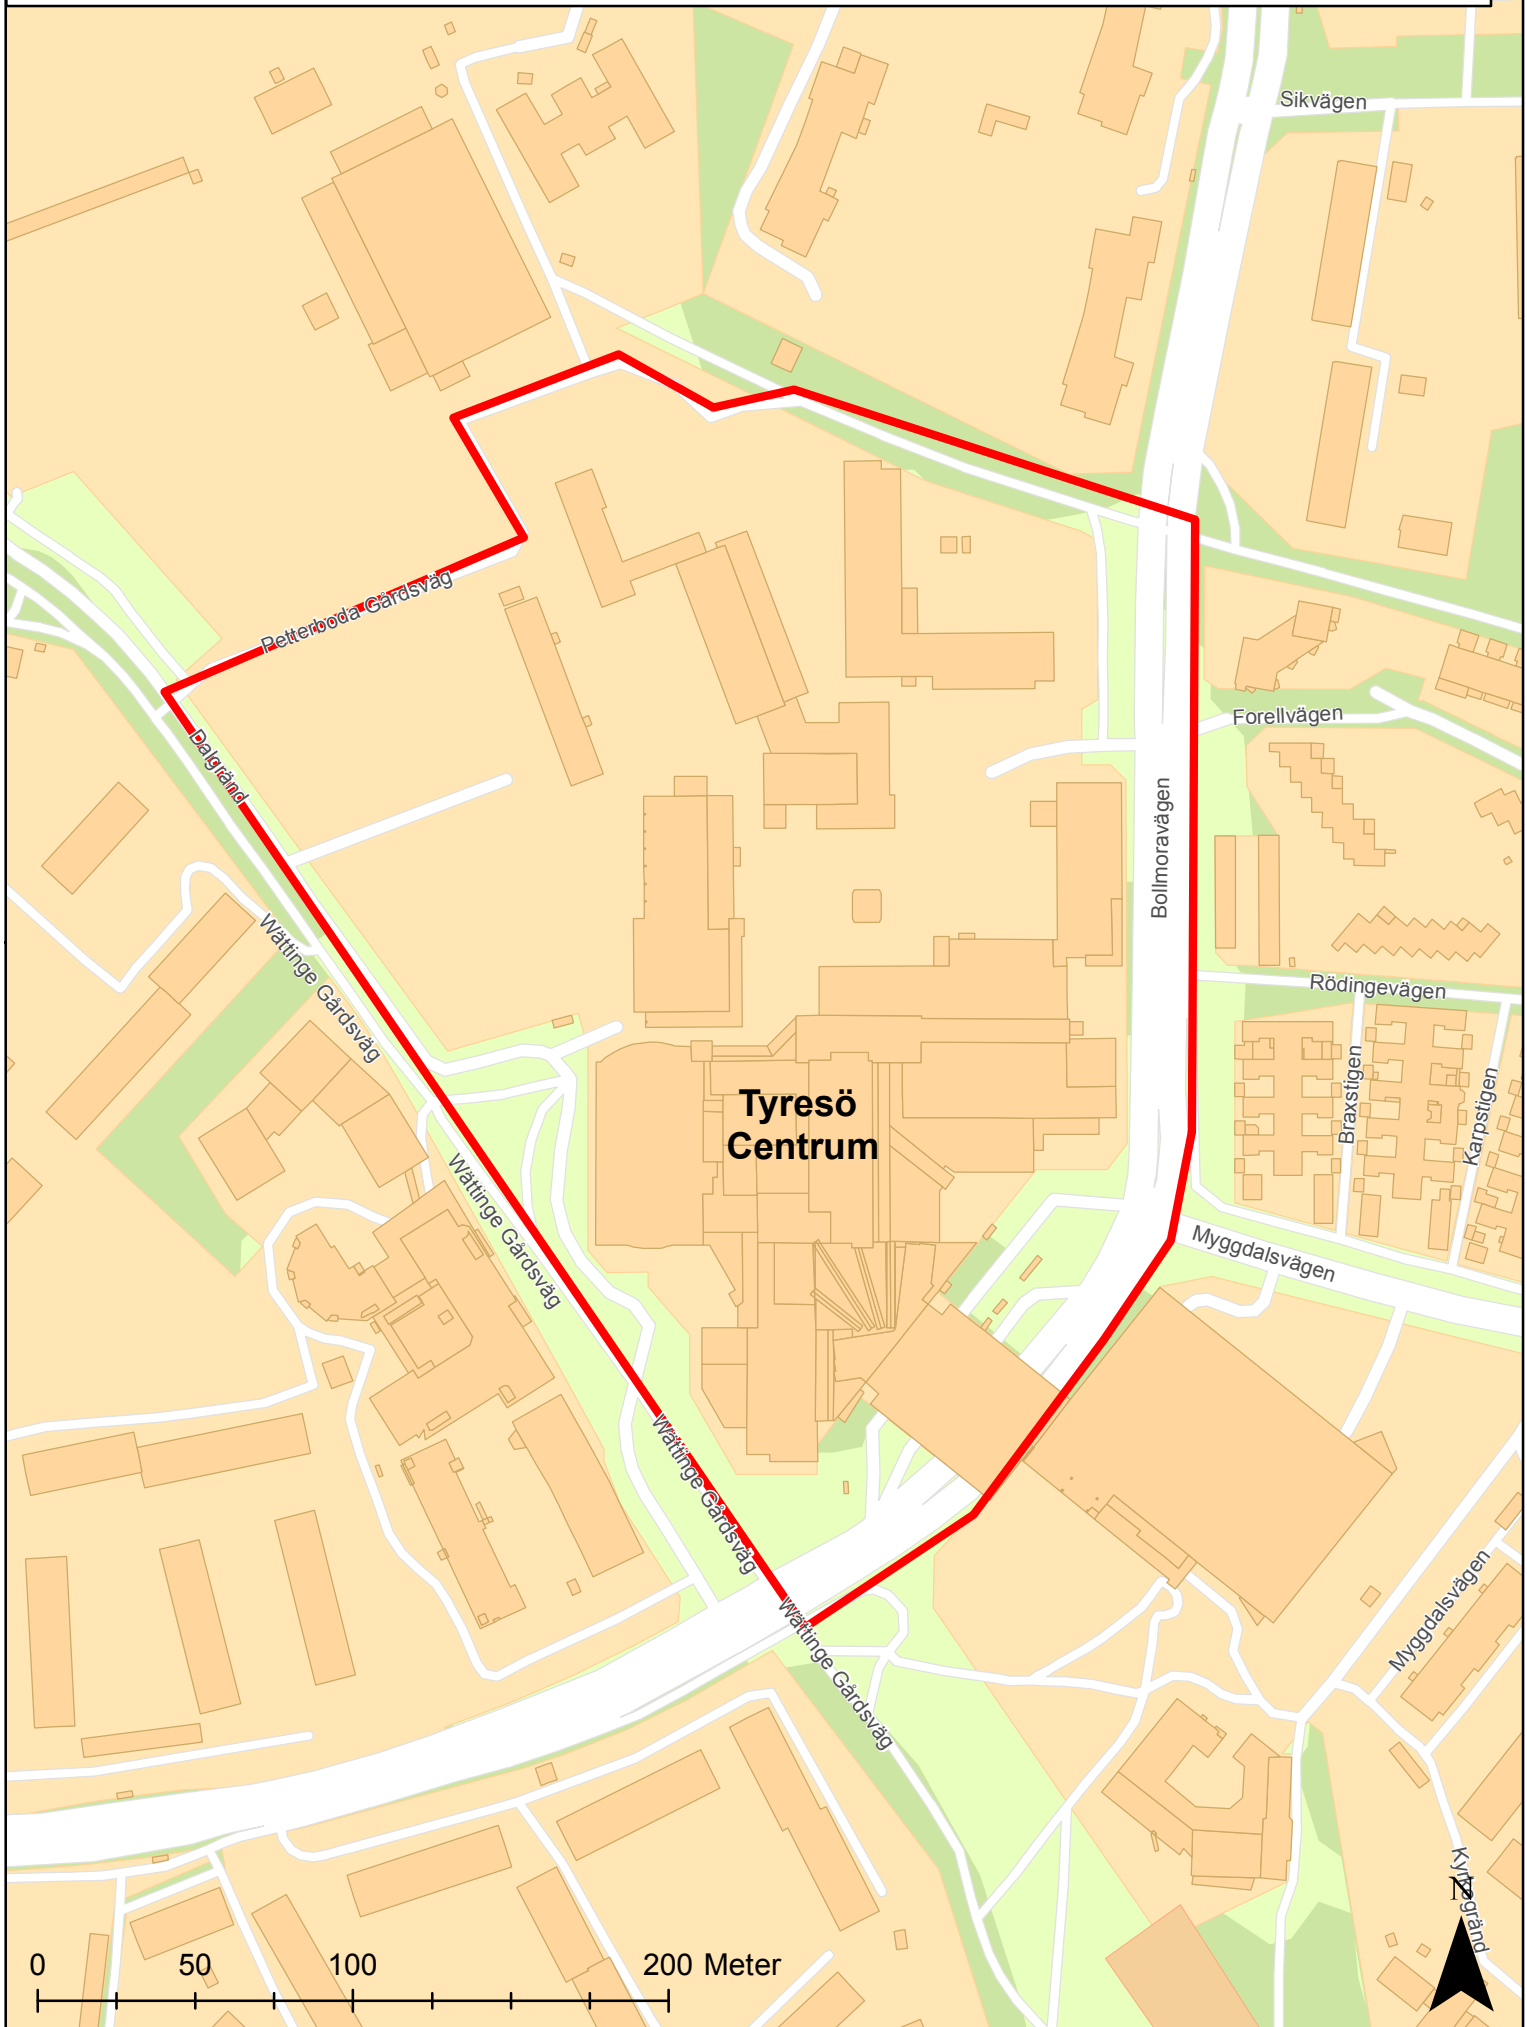 Sikvägen
Petterboda Gårdsväg
Dalgränd
Forellvägen
Bollmoravägen
Wättinge Gårdsväg
Rödingevägen
Braxstigen
Karpstigen
Tyresö
Centrum
Wättinge Gårdsväg
Myggdalsvägen
Wättinge Gårdsväg
Myggdalsvägen
Wättinge Gårdsväg
Kyrkogränd
N
0 50 100 200 Meter